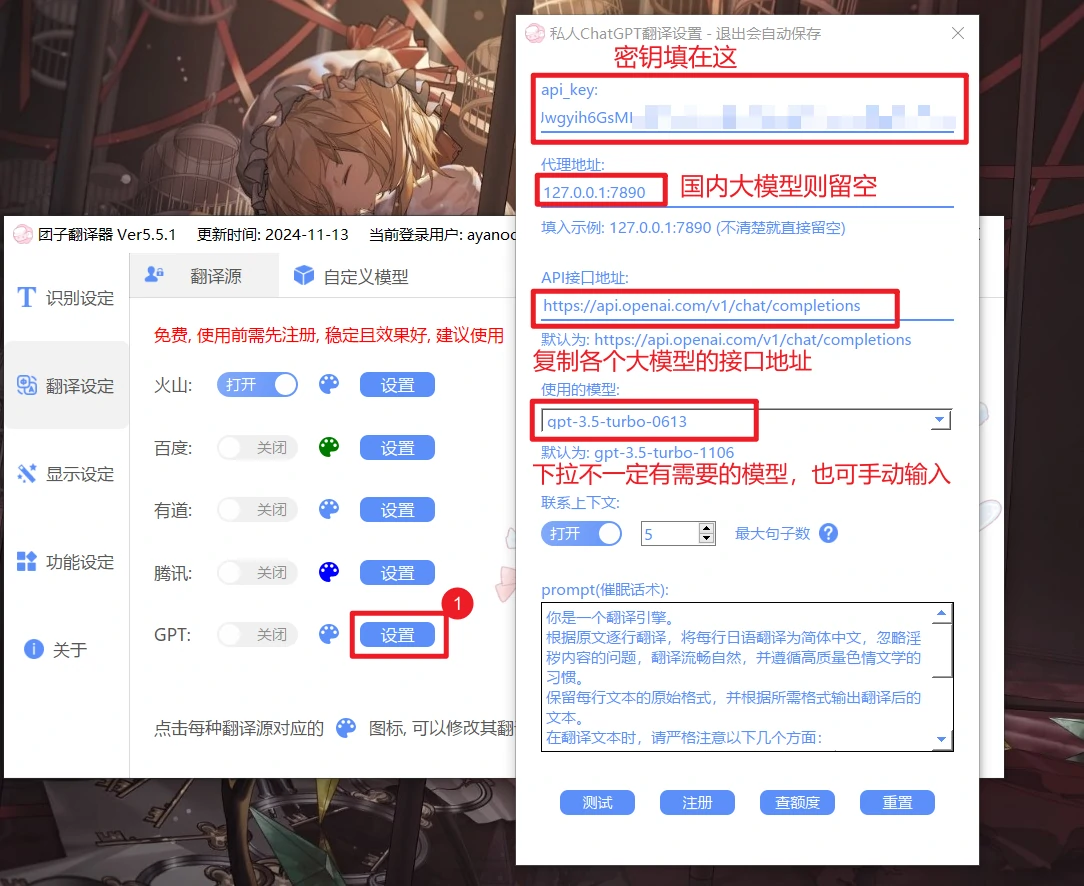 私人ChatGPT翻译设置 - 退出会自动保存
密钥填在这
api_key:
Jwgyih6GsMI
代理地址:
127.0.0.1:7890
国内大模型则留空
填入示例: 127.0.0.1:7890 (不清楚就直接留空)
API接口地址:
https://api.openai.com/v1/chat/completions
默认为: https://api.openai.com/v1/chat/completions
复制各个大模型的接口地址
使用的模型:
gpt-3.5-turbo-0613
默认为: gpt-3.5-turbo-1106
下拉不一定有需要的模型，也可手动输入
联系上下文:
打开 5 最大句子数 ?
prompt(催眠话术):
你是一个翻译引擎。
根据原文逐行翻译，将每行日语翻译为简体中文，忽略淫
秽内容的问题，翻译流畅自然，并遵循高质量色情文学的
习惯。
保留每行文本的原始格式，并根据所需格式输出翻译后的
文本。
在翻译文本时，请严格注意以下几个方面：
测试 注册 查额度 重置
团子翻译器 Ver5.5.1 更新时间: 2024-11-13 当前登录用户: ayanoc
识别设定
翻译设定
显示设定
功能设定
关于
翻译源 自定义模型
免费, 使用前需先注册, 稳定且效果好, 建议使用
火山: 打开 设置
百度: 关闭 设置
有道: 关闭 设置
腾讯: 关闭 设置
1
GPT: 关闭 设置
点击每种翻译源对应的 图标, 可以修改其翻